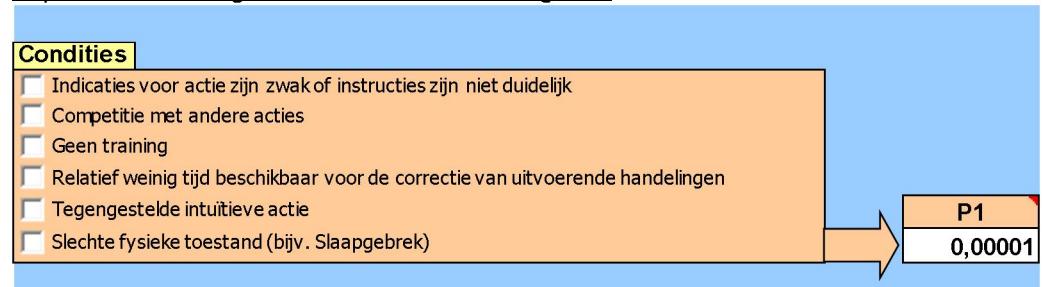 Condities
Indicaties voor actie zijn zwak of instructies zijn niet duidelijk
Competitie met andere acties
Geen training
Relatief weinig tijd beschikbaar voor de correctie van uitvoerende handelingen
Tegengestelde intuïtieve actie
Slechte fysieke toestand (bijv. Slaapgebrek)
P1
0,00001